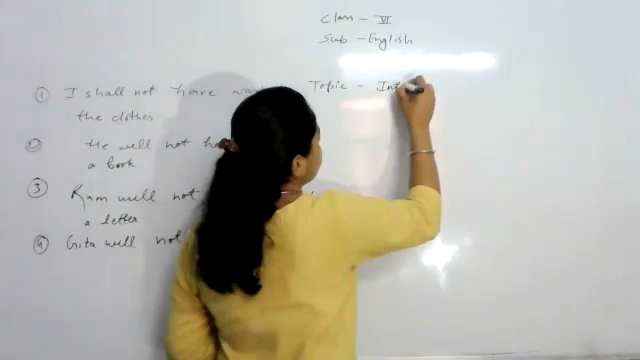 Class - VI
Sub - English
Topic - Int
① I shall not have
the clothes
② He will not
a book
③ Ram will not
a letter
④ Gita will not